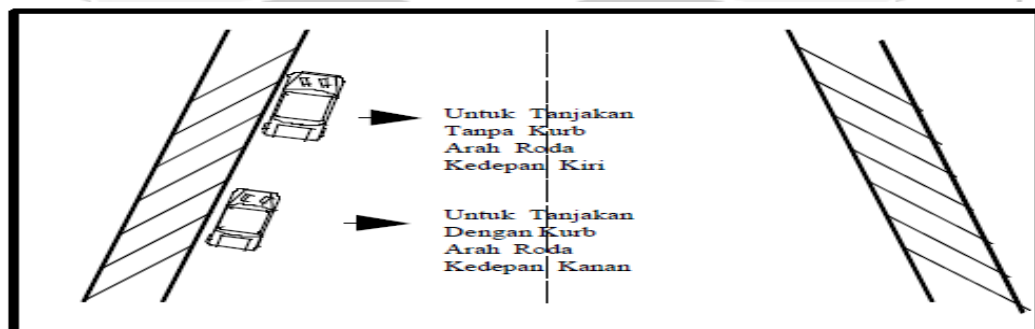 Untuk Tanjakan
Tanpa Kurb
Arah Roda
Kedepan Kiri
Untuk Tanjakan
Dengan Kurb
Arah Roda
Kedepan Kanan